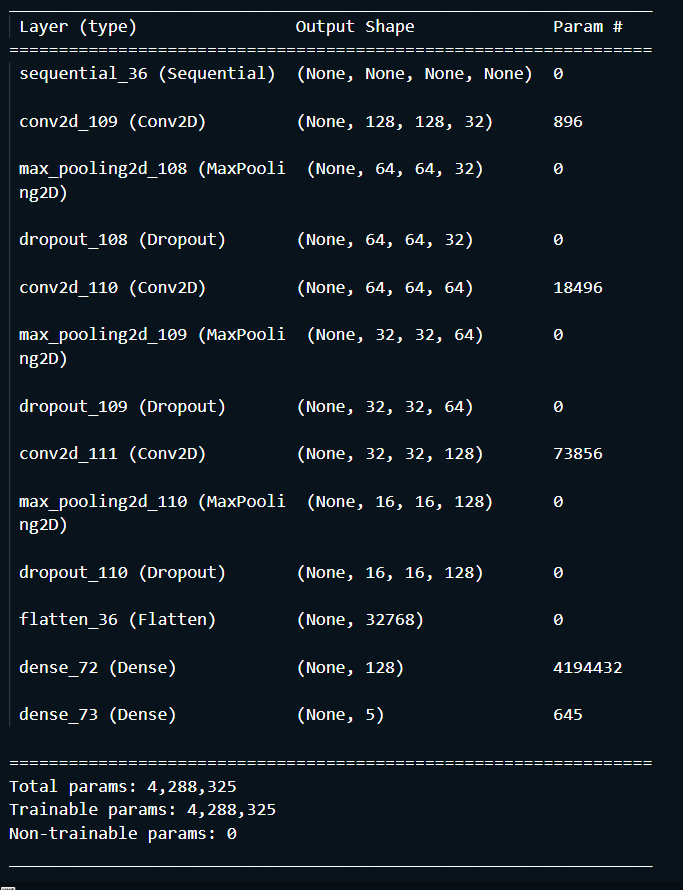 Layer (type) Output Shape Param #
=================================================================
sequential_36 (Sequential) (None, None, None, None) 0
conv2d_109 (Conv2D) (None, 128, 128, 32) 896
max_pooling2d_108 (MaxPooli (None, 64, 64, 32) 0
ng2D)
dropout_108 (Dropout) (None, 64, 64, 32) 0
conv2d_110 (Conv2D) (None, 64, 64, 64) 18496
max_pooling2d_109 (MaxPooli (None, 32, 32, 64) 0
ng2D)
dropout_109 (Dropout) (None, 32, 32, 64) 0
conv2d_111 (Conv2D) (None, 32, 32, 128) 73856
max_pooling2d_110 (MaxPooli (None, 16, 16, 128) 0
ng2D)
dropout_110 (Dropout) (None, 16, 16, 128) 0
flatten_36 (Flatten) (None, 32768) 0
dense_72 (Dense) (None, 128) 4194432
dense_73 (Dense) (None, 5) 645
=================================================================
Total params: 4,288,325
Trainable params: 4,288,325
Non-trainable params: 0